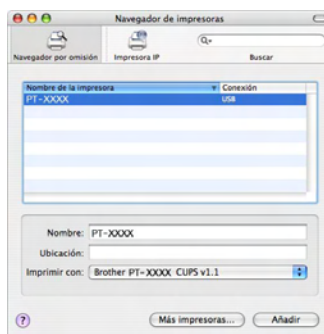 Navegador de impresoras
Navegador por omisión
Impresora IP
Buscar
Nombre de la impresora
Conexión
PT-XXXX
USB
Nombre: PT-XXXX
Ubicación:
Imprimir con: Brother PT-XXXX CUPS v1.1
?
Más impresoras...
Añadir